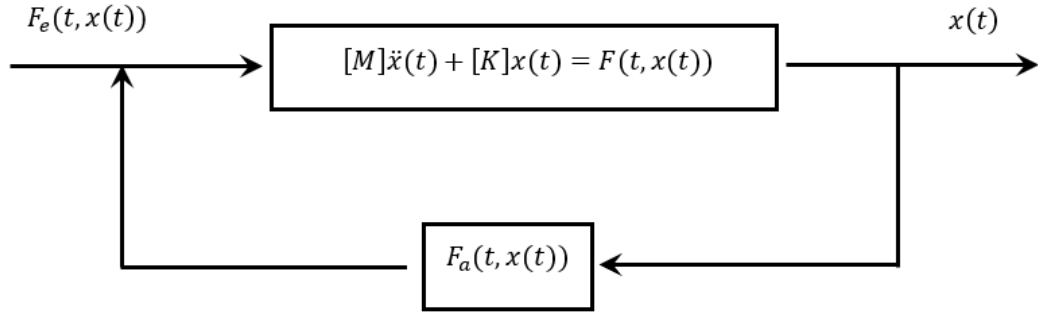 F_e(t, x(t))
x(t)
[M]ẍ(t) + [K]x(t) = F(t, x(t))
F_a(t, x(t))